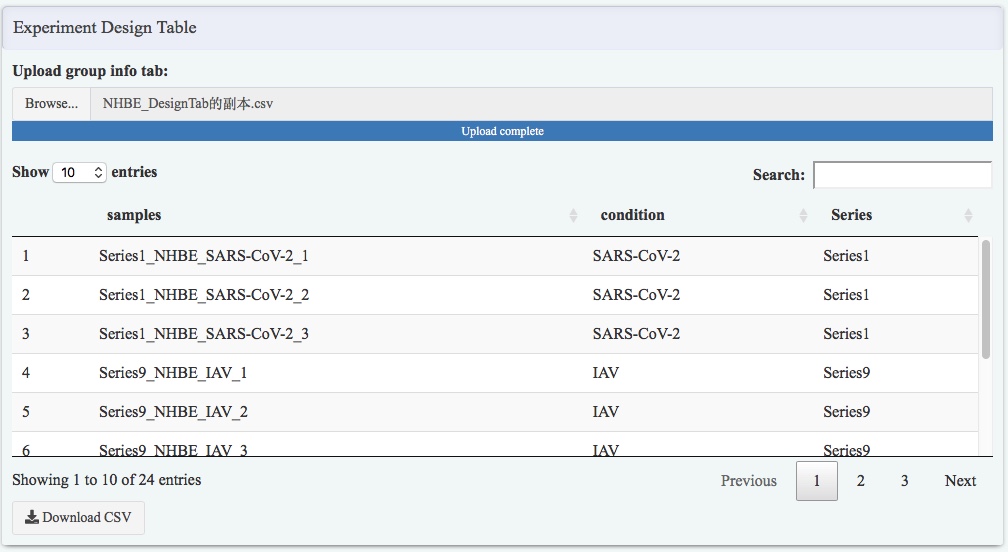 Experiment Design Table
Upload group info tab:
Browse... NHBE_DesignTab的副本.csv
Upload complete
Show 10 entries Search:
samples condition Series
1 Series1_NHBE_SARS-CoV-2_1 SARS-CoV-2 Series1
2 Series1_NHBE_SARS-CoV-2_2 SARS-CoV-2 Series1
3 Series1_NHBE_SARS-CoV-2_3 SARS-CoV-2 Series1
4 Series9_NHBE_IAV_1 IAV Series9
5 Series9_NHBE_IAV_2 IAV Series9
6 Series9_NHBE_IAV_3 IAV Series9
Showing 1 to 10 of 24 entries Previous 1 2 3 Next
Download CSV